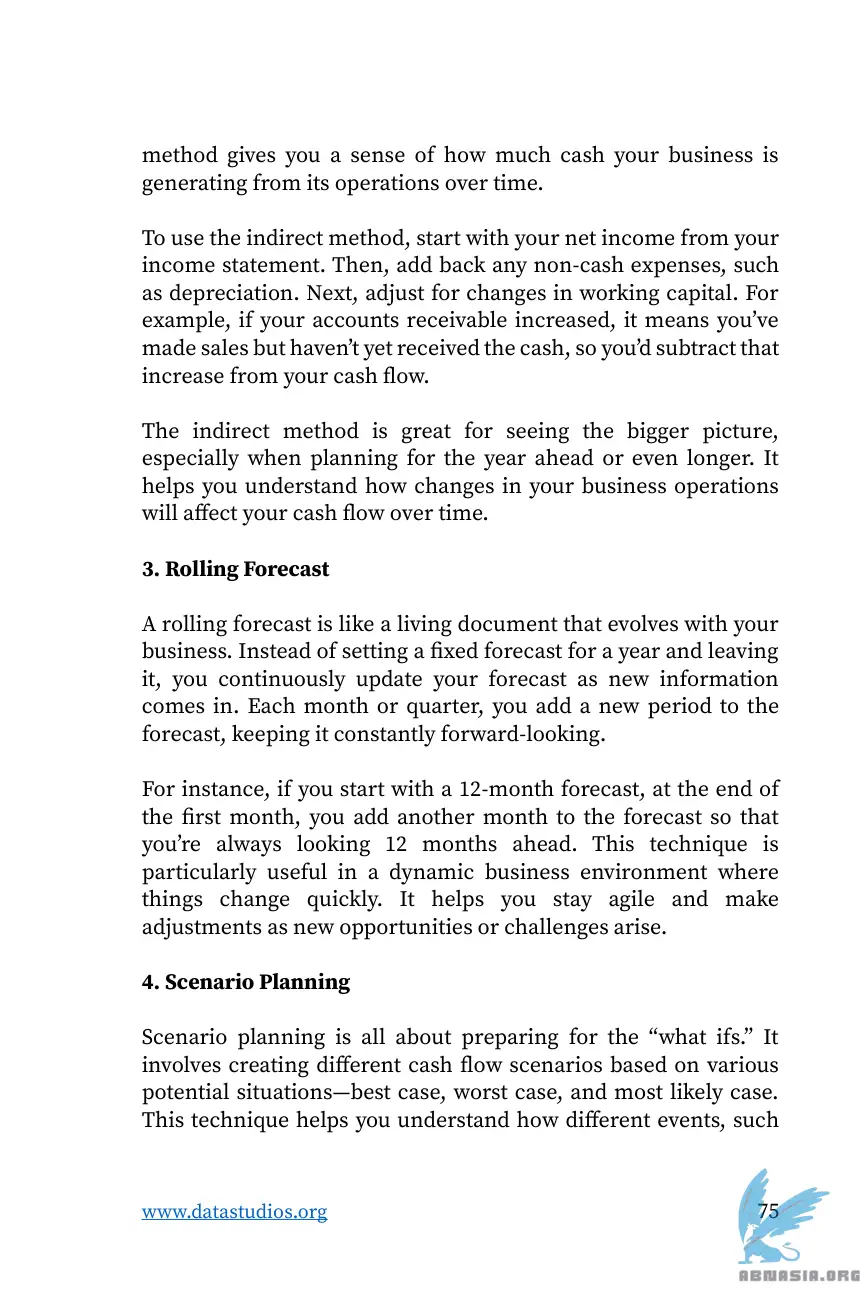 method gives you a sense of how much cash your business is
generating from its operations over time.
To use the indirect method, start with your net income from your
income statement. Then, add back any non-cash expenses, such
as depreciation. Next, adjust for changes in working capital. For
example, if your accounts receivable increased, it means you’ve
made sales but haven’t yet received the cash, so you’d subtract that
increase from your cash flow.
The indirect method is great for seeing the bigger picture,
especially when planning for the year ahead or even longer. It
helps you understand how changes in your business operations
will affect your cash flow over time.
3. Rolling Forecast
A rolling forecast is like a living document that evolves with your
business. Instead of setting a fixed forecast for a year and leaving
it, you continuously update your forecast as new information
comes in. Each month or quarter, you add a new period to the
forecast, keeping it constantly forward-looking.
For instance, if you start with a 12-month forecast, at the end of
the first month, you add another month to the forecast so that
you’re always looking 12 months ahead. This technique is
particularly useful in a dynamic business environment where
things change quickly. It helps you stay agile and make
adjustments as new opportunities or challenges arise.
4. Scenario Planning
Scenario planning is all about preparing for the “what ifs.” It
involves creating different cash flow scenarios based on various
potential situations—best case, worst case, and most likely case.
This technique helps you understand how different events, such
www.datastudios.org 75
ABNASIA.ORG